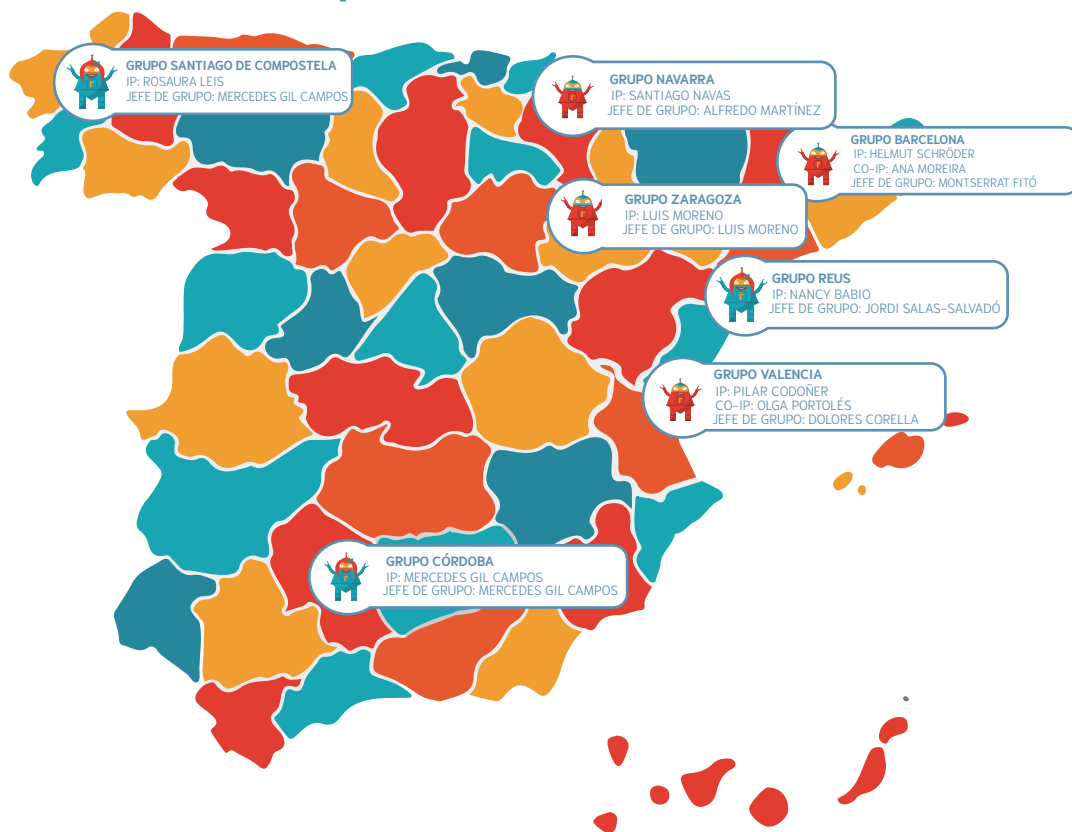 GRUPO SANTIAGO DE COMPOSTELA
IP: ROSAURA LEIS
JEFE DE GRUPO: MERCEDES GIL CAMPOS
GRUPO NAVARRA
IP: SANTIAGO NAVAS
JEFE DE GRUPO: ALFREDO MARTÍNEZ
GRUPO BARCELONA
IP: HELMUT SCHRÖDER
CO-IP: ANA MOREIRA
JEFE DE GRUPO: MONTSERRAT FITÓ
GRUPO ZARAGOZA
IP: LUIS MORENO
JEFE DE GRUPO: LUIS MORENO
GRUPO REUS
IP: NANCY BABIO
JEFE DE GRUPO: JORDI SALAS-SALVADÓ
GRUPO VALENCIA
IP: PILAR CODOÑER
CO-IP: OLGA PORTOLÉS
JEFE DE GRUPO: DOLORES CORELLA
GRUPO CÓRDOBA
IP: MERCEDES GIL CAMPOS
JEFE DE GRUPO: MERCEDES GIL CAMPOS